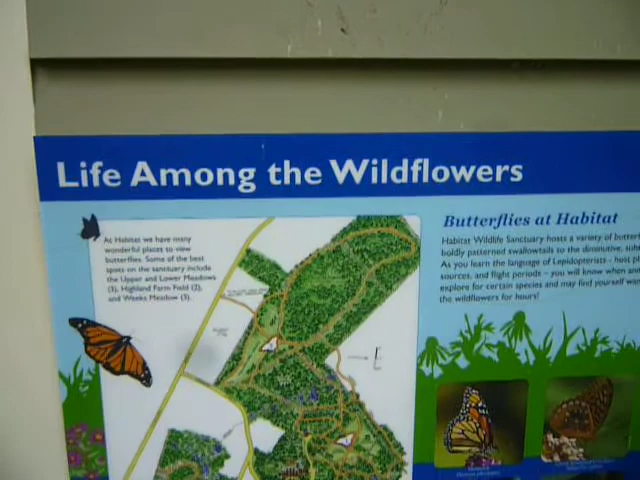 Life Among the Wildflowers
At Habitat we have many
wonderful places to view
butterflies. Some of the best
spots on the sanctuary include
the Upper and Lower Meadows
(3), Highland Farm Field (2),
and Weeks Meadow (3).
Butterflies at Habitat
Habitat Wildlife Sanctuary hosts a variety of
boldly patterned swallowtails to the diminutive,
As you learn the language of Lepidopterists - host
sources, and flight periods - you will know when
explore for certain species and may find yourself
the wildflowers for hours!